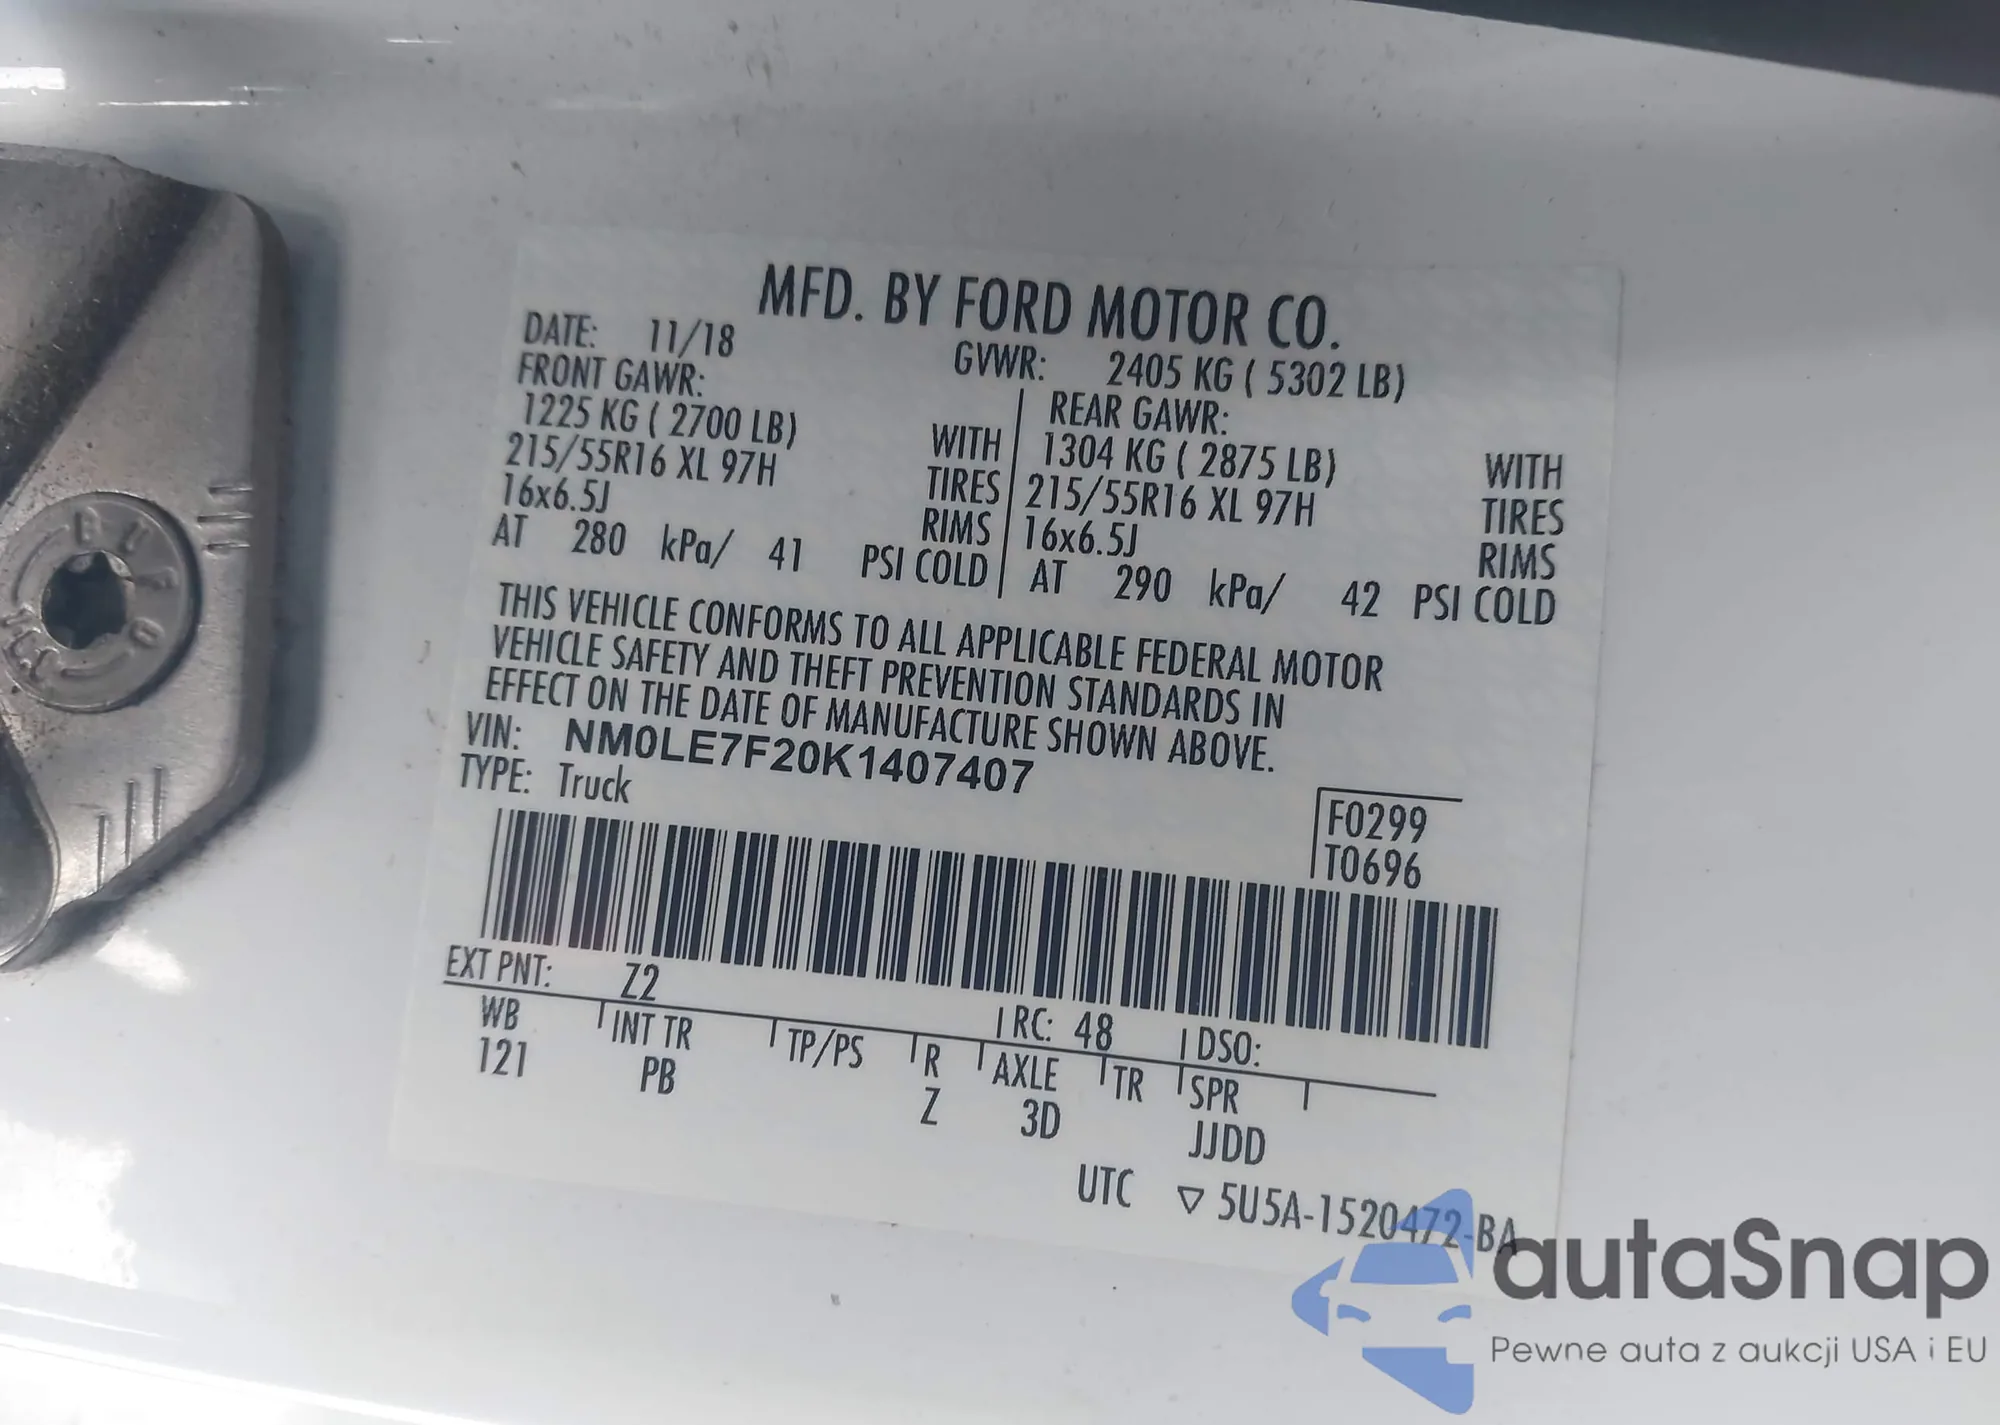 MFD. BY FORD MOTOR CO.
DATE: 11/18 GVWR: 2405 KG ( 5302 LB)
FRONT GAWR: REAR GAWR:
1225 KG ( 2700 LB) WITH 1304 KG ( 2875 LB) WITH
215/55R16 XL 97H TIRES 215/55R16 XL 97H TIRES
16x6.5J RIMS 16x6.5J RIMS
AT 280 kPa/ 41 PSI COLD AT 290 kPa/ 42 PSI COLD
THIS VEHICLE CONFORMS TO ALL APPLICABLE FEDERAL MOTOR
VEHICLE SAFETY AND THEFT PREVENTION STANDARDS IN
EFFECT ON THE DATE OF MANUFACTURE SHOWN ABOVE.
VIN: NM0LE7F20K1407407
TYPE: Truck
F0299
T0696
EXT PNT: Z2 RC: 48 DSO:
WB INT TR TP/PS R AXLE TR SPR
121 PB Z 3D JJDD
UTC ▽ 5U5A-1520472-BA
autaSnap
Pewne auta z aukcji USA i EU